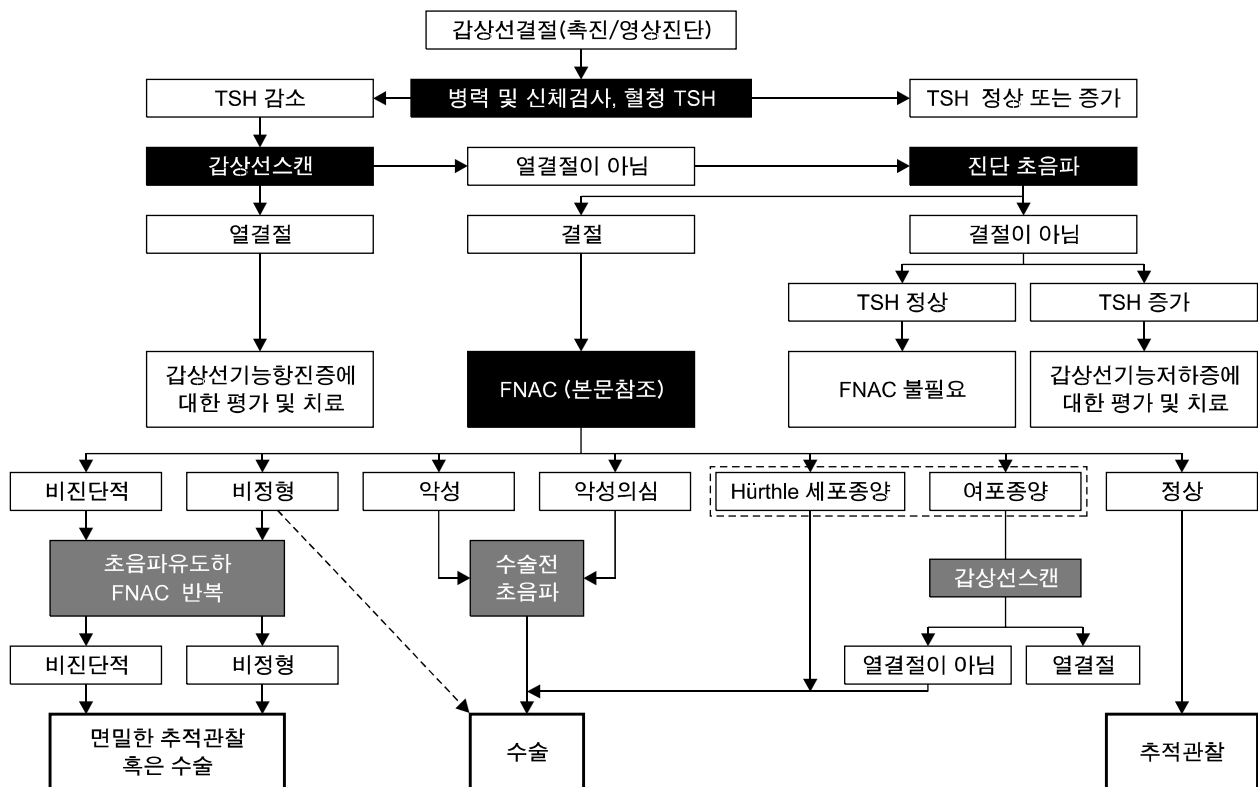 갑상선결절(촉진/영상진단)
TSH 감소
병력 및 신체검사, 혈청 TSH
TSH 정상 또는 증가
갑상선스캔
열결절이 아님
진단 초음파
열결절
결절
결절이 아님
TSH 정상
TSH 증가
갑상선기능항진증에
대한 평가 및 치료
FNAC (본문참조)
FNAC 불필요
갑상선기능저하증에
대한 평가 및 치료
비진단적
비정형
악성
악성의심
Hürthle 세포종양
여포종양
정상
초음파유도하
FNAC 반복
수술전
초음파
갑상선스캔
비진단적
비정형
열결절이 아님
열결절
면밀한 추적관찰
혹은 수술
수술
추적관찰